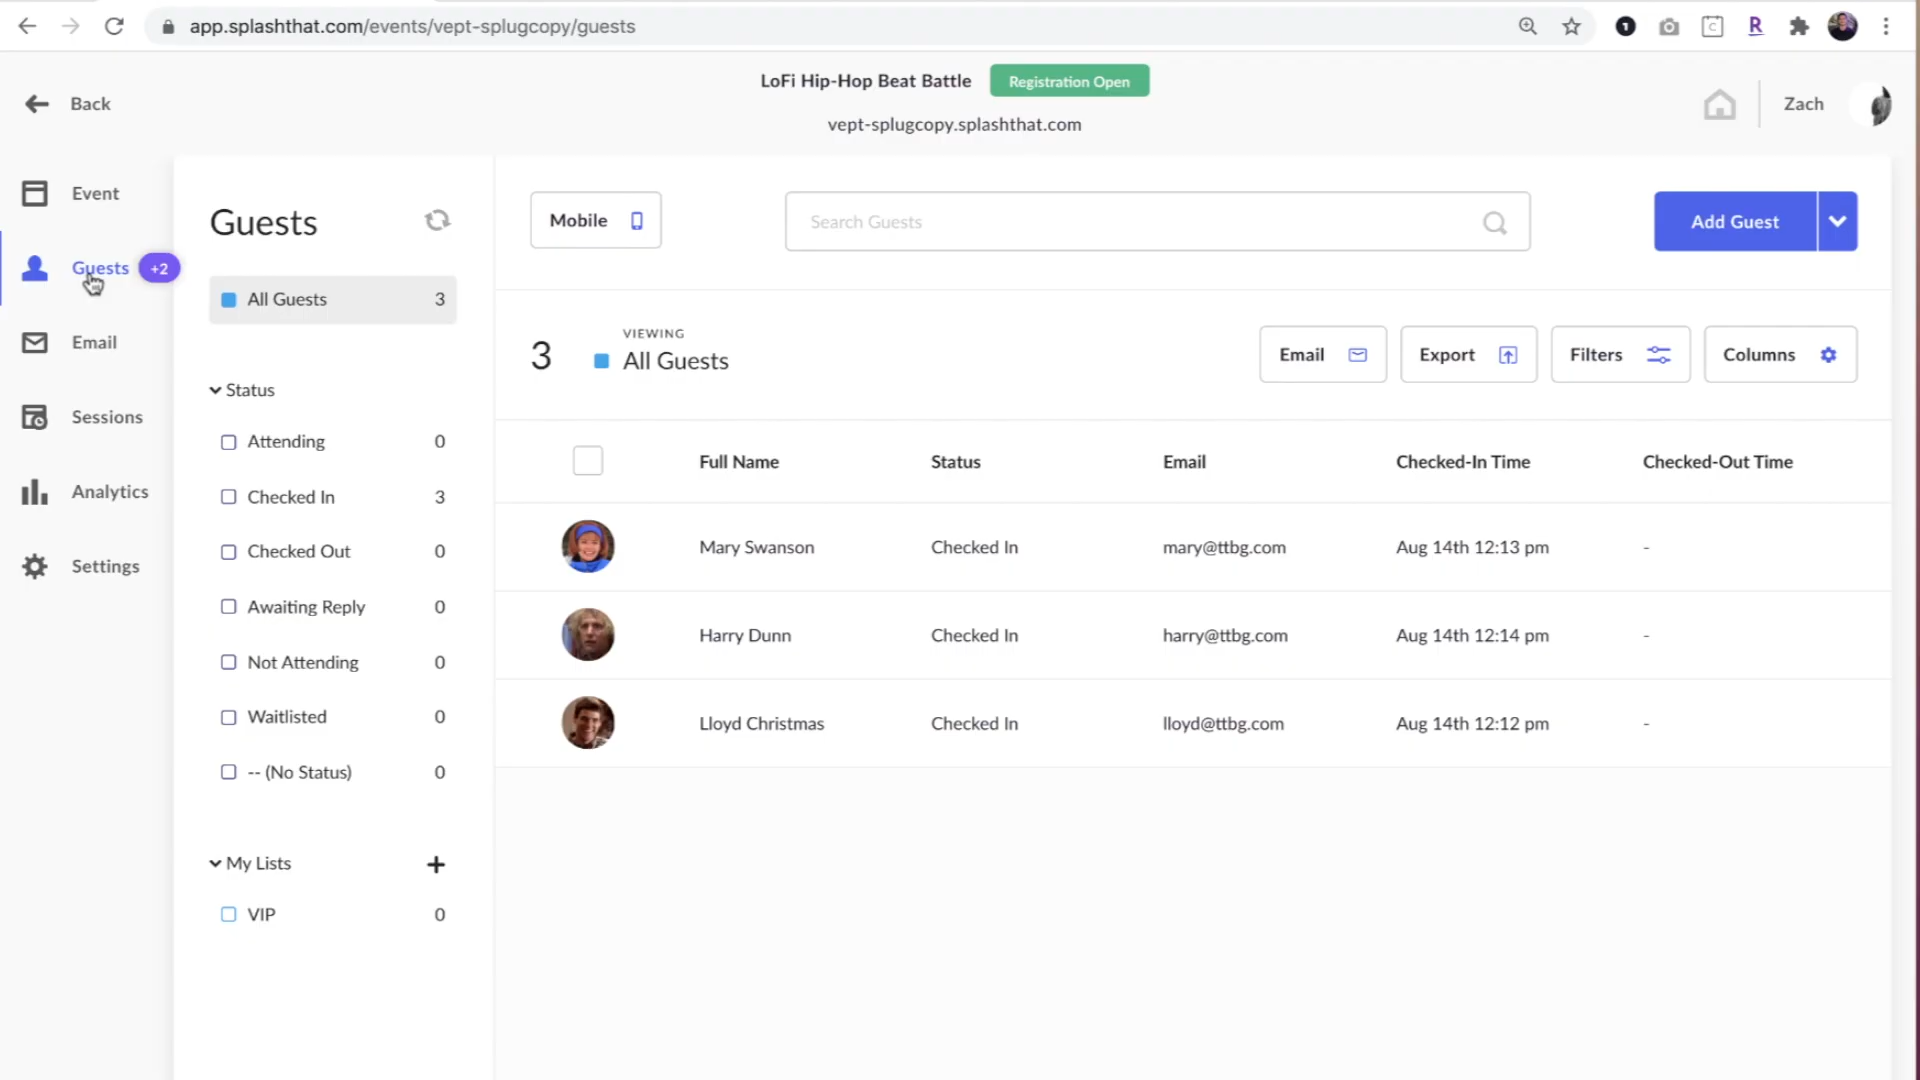 app.splashthat.com/events/vept-splugcopy/guests
R
Back
LoFi Hip-Hop Beat Battle
Registration Open
vept-splugcopy.splashthat.com
Zach
Event
Guests
+2
Email
Sessions
Analytics
Settings
Guests
All Guests 3
Status
Attending 0
Checked In 3
Checked Out 0
Awaiting Reply 0
Not Attending 0
Waitlisted 0
-- (No Status) 0
My Lists +
VIP 0
Mobile
Search Guests
Add Guest
3
VIEWING
All Guests
Email
Export
Filters
Columns
Full Name Status Email Checked-In Time Checked-Out Time
Mary Swanson Checked In mary@ttbg.com Aug 14th 12:13 pm -
Harry Dunn Checked In harry@ttbg.com Aug 14th 12:14 pm -
Lloyd Christmas Checked In lloyd@ttbg.com Aug 14th 12:12 pm -